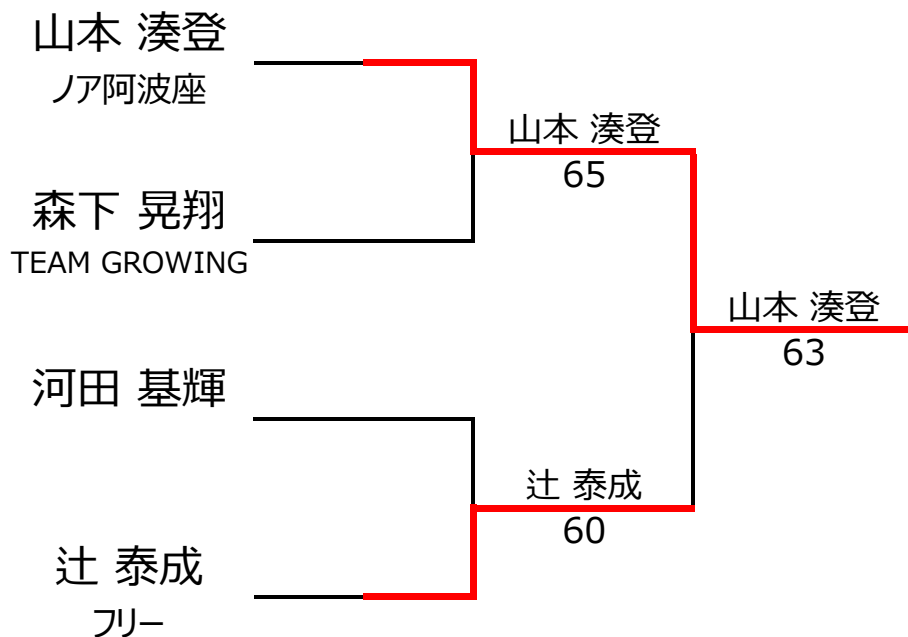 山本 湊登
ノア阿波座
山本 湊登
65
森下 晃翔
TEAM GROWING
山本 湊登
63
河田 基輝
辻 泰成
60
辻 泰成
フリー